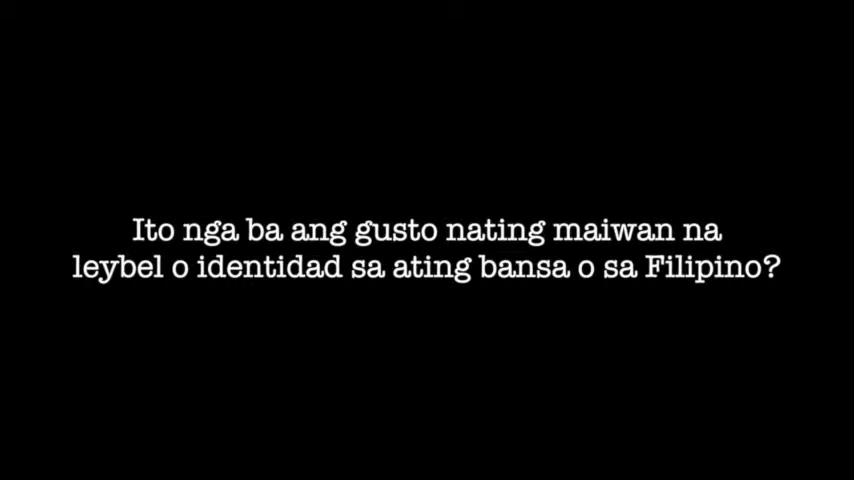 Ito nga ba ang gusto nating maiwan na
leybel o identidad sa ating bansa o sa Filipino?